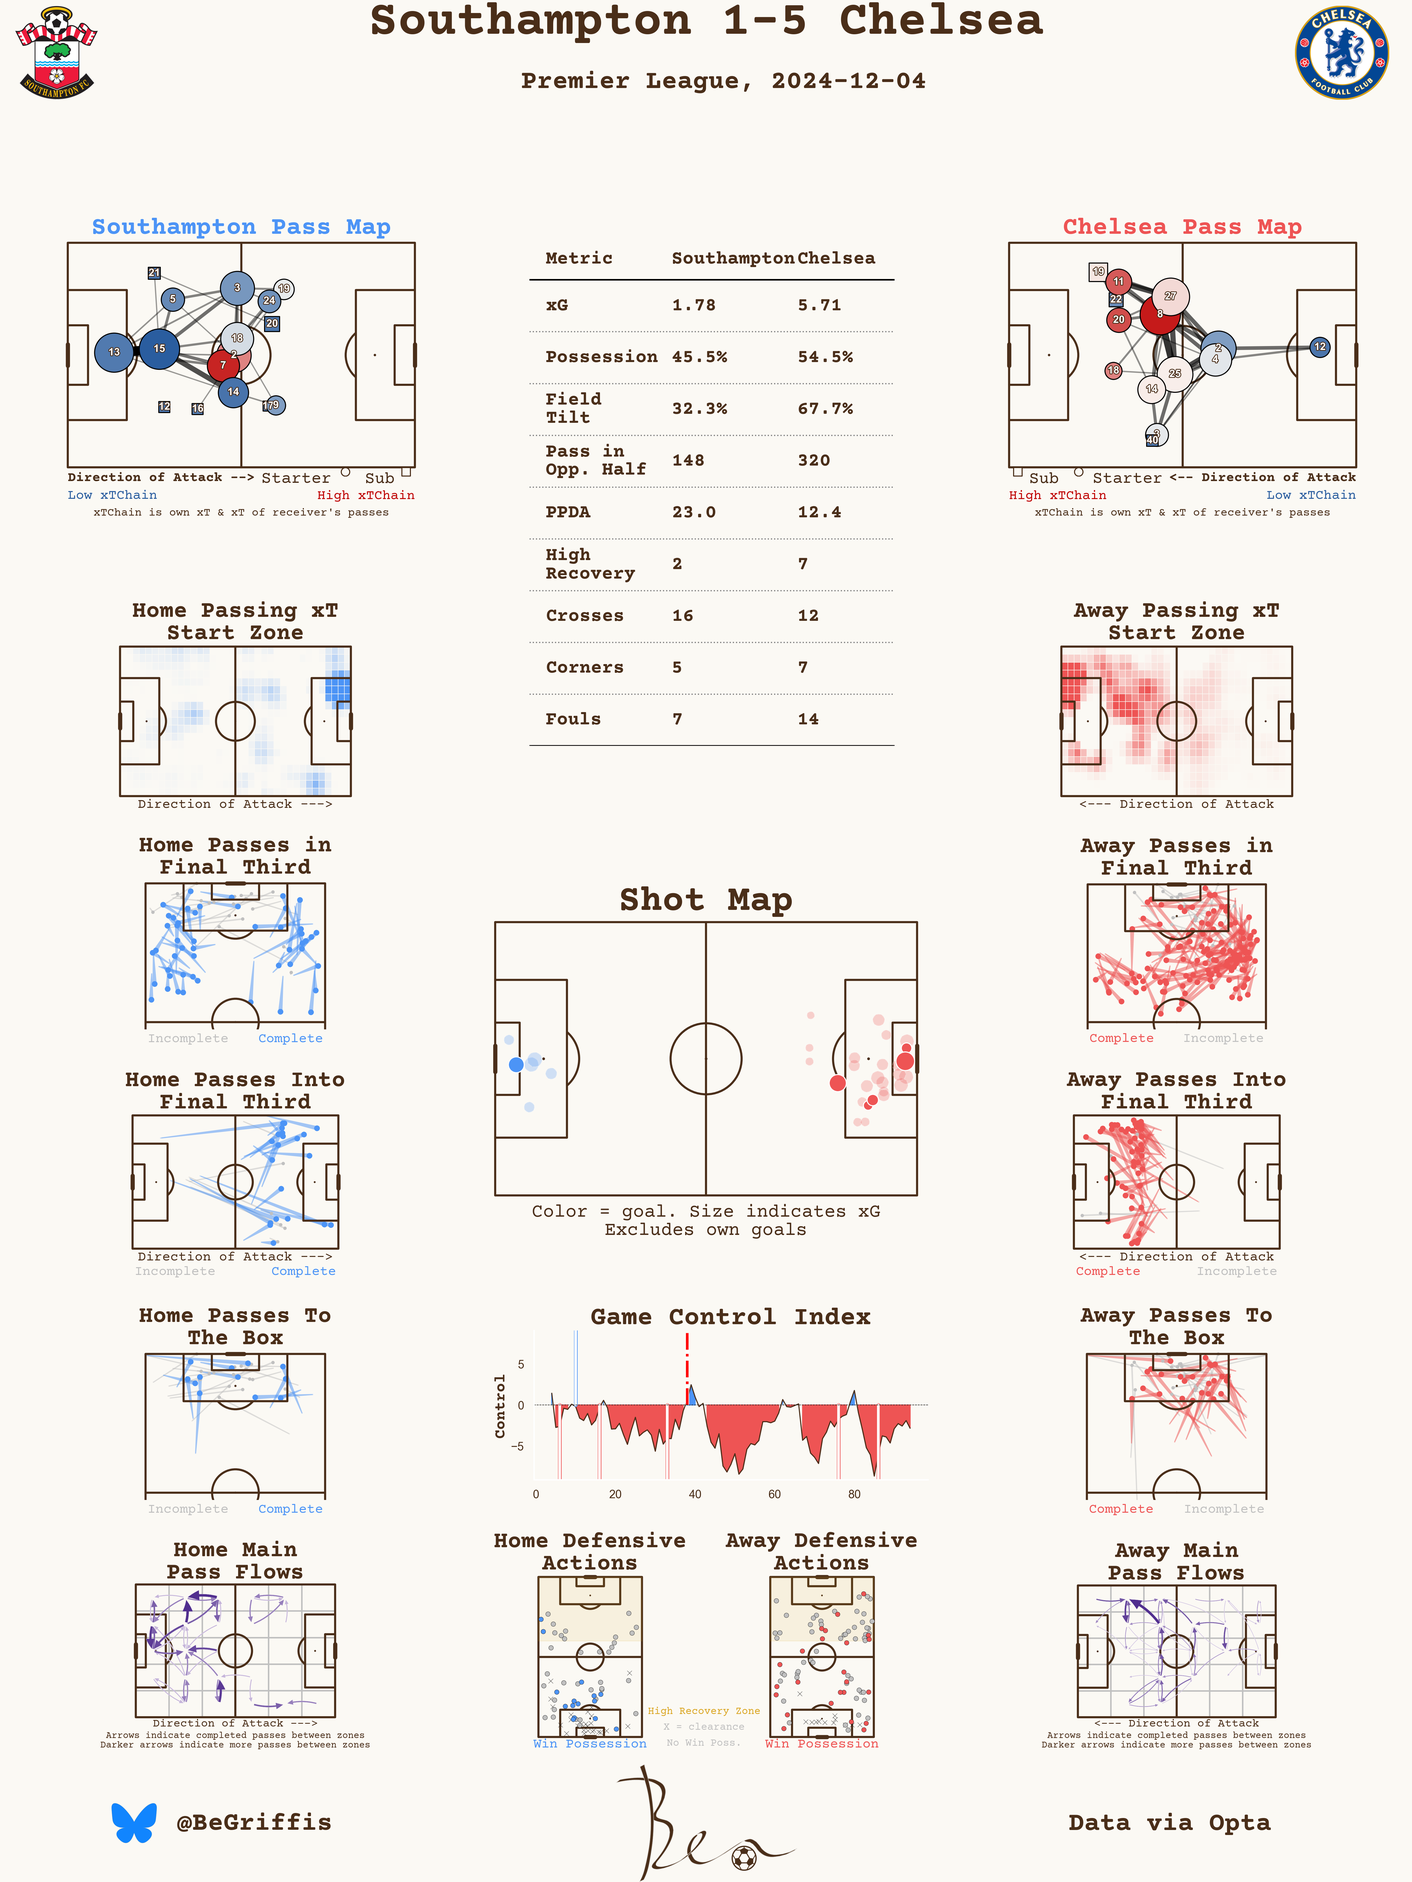 Southampton 1-5 Chelsea
Premier League, 2024-12-04
SOUTHAMPTON FC
CHELSEA
FOOTBALL CLUB
Southampton Pass Map
21
5
3
19
24
20
18
13
15
2
7
14
12
16
17
9
Direction of Attack --> Starter Sub
Low xTChain High xTChain
xTChain is own xT & xT of receiver's passes
Metric Southampton Chelsea
xG 1.78 5.71
Possession 45.5% 54.5%
Field
Tilt 32.3% 67.7%
Pass in
Opp. Half 148 320
PPDA 23.0 12.4
High
Recovery 2 7
Crosses 16 12
Corners 5 7
Fouls 7 14
Chelsea Pass Map
19
11
22
27
8
20
2
4
12
18
25
14
3
40
Sub Starter <-- Direction of Attack
High xTChain Low xTChain
xTChain is own xT & xT of receiver's passes
Home Passing xT
Start Zone
Direction of Attack --->
Away Passing xT
Start Zone
<--- Direction of Attack
Home Passes in
Final Third
Incomplete Complete
Away Passes in
Final Third
Complete Incomplete
Shot Map
Color = goal. Size indicates xG
Excludes own goals
Home Passes Into
Final Third
Direction of Attack --->
Incomplete Complete
Away Passes Into
Final Third
<--- Direction of Attack
Complete Incomplete
Home Passes To
The Box
Incomplete Complete
Game Control Index
Control
5
0
−5
0 20 40 60 80
Away Passes To
The Box
Complete Incomplete
Home Main
Pass Flows
Direction of Attack --->
Arrows indicate completed passes between zones
Darker arrows indicate more passes between zones
Home Defensive
Actions
Win Possession
Away Defensive
Actions
Win Possession
High Recovery Zone
X = clearance
No Win Poss.
Away Main
Pass Flows
<--- Direction of Attack
Arrows indicate completed passes between zones
Darker arrows indicate more passes between zones
@BeGriffis
Ben
Data via Opta